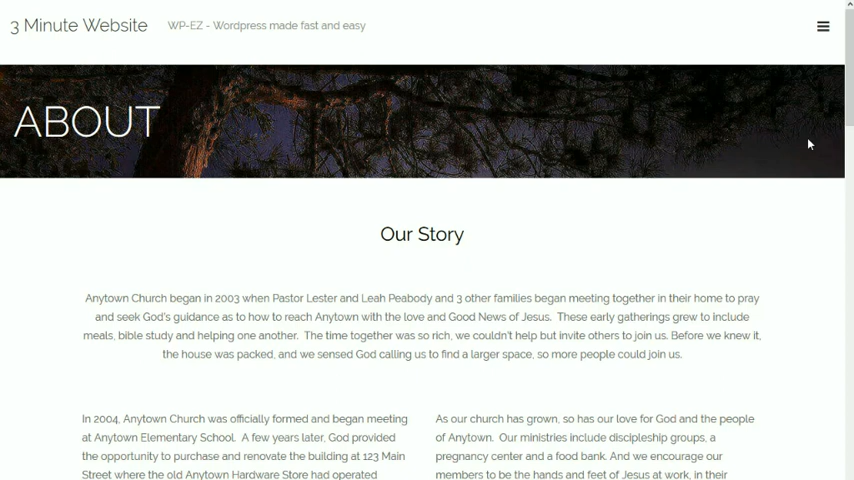 3 Minute Website
WP-EZ - Wordpress made fast and easy
ABOUT
Our Story
Anytown Church began in 2003 when Pastor Lester and Leah Peabody and 3 other families began meeting together in their home to pray
and seek God's guidance as to how to reach Anytown with the love and Good News of Jesus. These early gatherings grew to include
meals, bible study and helping one another. The time together was so rich, we couldn't help but invite others to join us. Before we knew it,
the house was packed, and we sensed God calling us to find a larger space, so more people could join us.
In 2004, Anytown Church was officially formed and began meeting
at Anytown Elementary School. A few years later, God provided
the opportunity to purchase and renovate the building at 123 Main
Street where the old Anytown Hardware Store had operated
As our church has grown, so has our love for God and the people
of Anytown. Our ministries include discipleship groups, a
pregnancy center and a food bank. And we encourage our
members to be the hands and feet of Jesus at work, in their